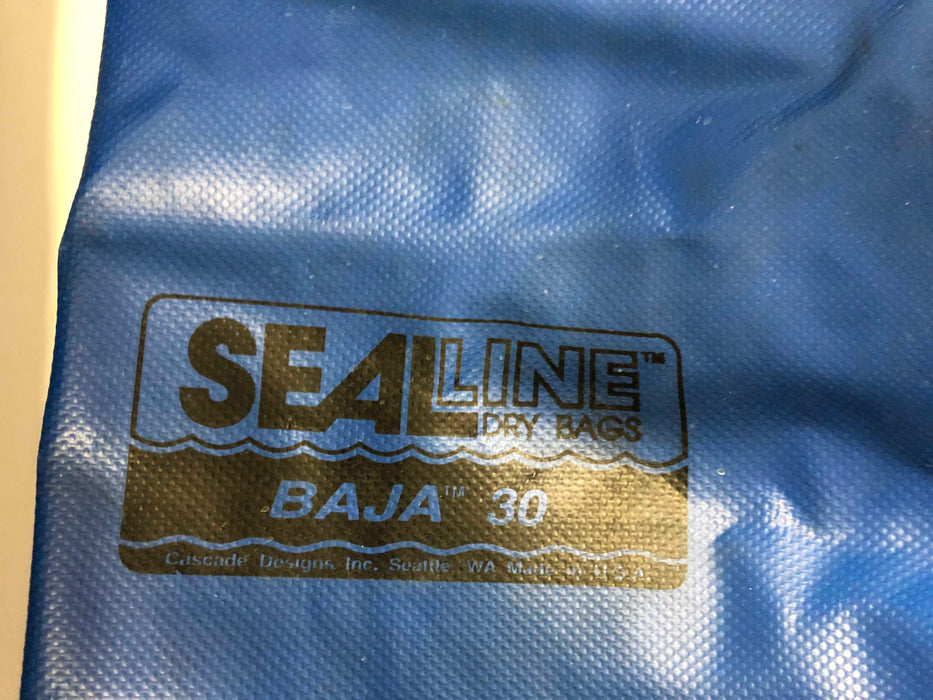 SEALLINE™
DRY BAGS
BAJA™ 30
Cascade Designs Inc. Seattle, WA Made in U.S.A.